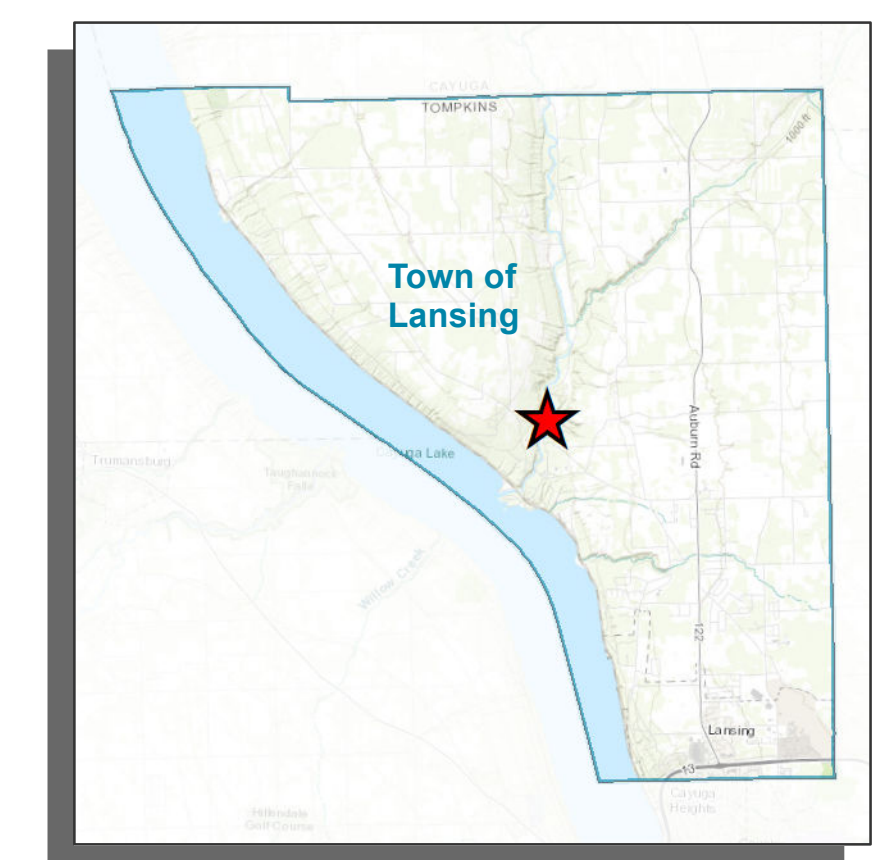 CAYUGA
TOMPKINS
1000 ft
Town of
Lansing
Auburn Rd
Cayuga Lake
Trumansburg
Taughannock
Falls
Willow Creek
122
Lansing
13
Cayuga
Heights
Hillendale
Golf Course